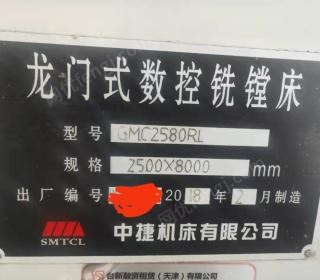 龙门式数控铣镗床
型号 GMC2580RL
规格 2500×8000 mm
出厂编号 2018年2月制造
SMTCL 中捷机床有限公司
台新融资租赁（天津）有限公司